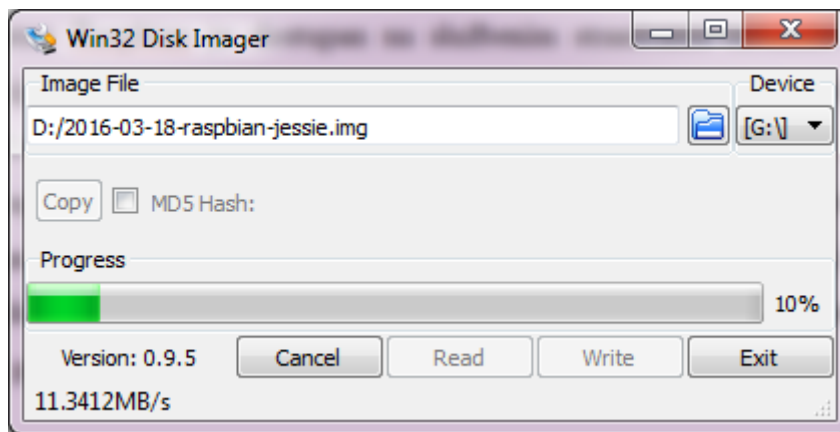 Win32 Disk Imager
Image File
Device
D:/2016-03-18-raspbian-jessie.img
[G:\]
Copy
MD5 Hash:
Progress
10%
Version: 0.9.5
Cancel
Read
Write
Exit
11.3412MB/s